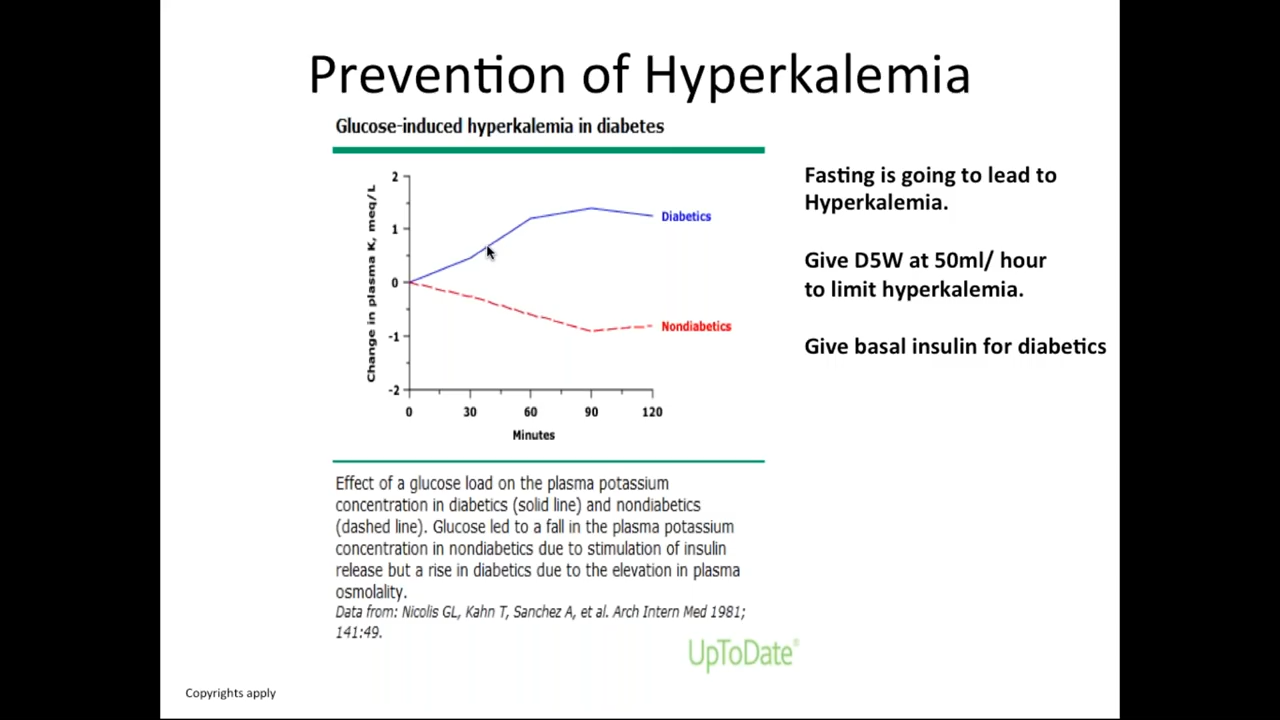 Prevention of Hyperkalemia
Glucose-induced hyperkalemia in diabetes
Change in plasma K, meq/L
2
1
0
-1
-2
Diabetics
Nondiabetics
0 30 60 90 120
Minutes
Effect of a glucose load on the plasma potassium
concentration in diabetics (solid line) and nondiabetics
(dashed line). Glucose led to a fall in the plasma potassium
concentration in nondiabetics due to stimulation of insulin
release but a rise in diabetics due to the elevation in plasma
osmolality.
Data from: Nicolis GL, Kahn T, Sanchez A, et al. Arch Intern Med 1981;
141:49.
UpToDate®
Fasting is going to lead to
Hyperkalemia.
Give D5W at 50ml/ hour
to limit hyperkalemia.
Give basal insulin for diabetics
Copyrights apply